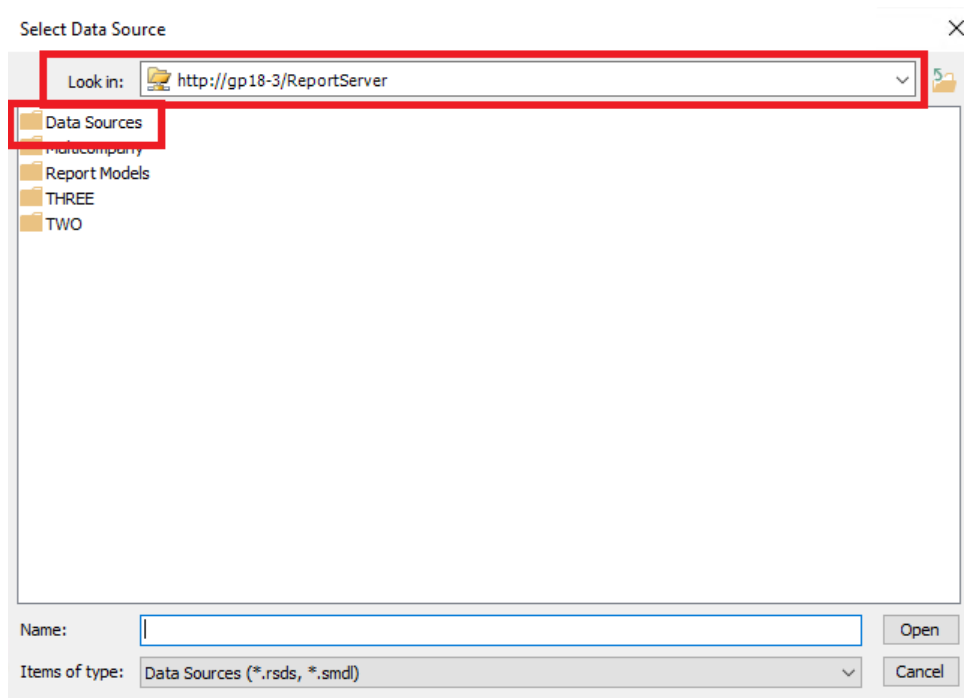 Select Data Source
Look in: http://gp18-3/ReportServer
Data Sources
Multicompany
Report Models
THREE
TWO
Name: Open
Items of type: Data Sources (*.rsds, *.smdl) Cancel